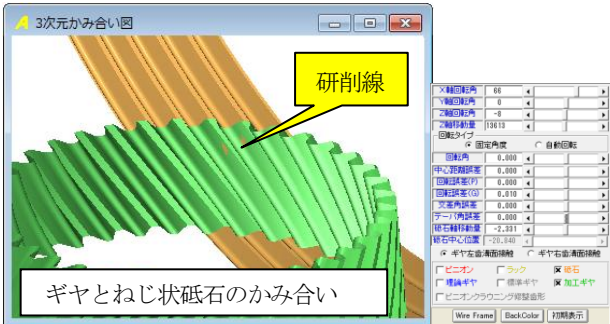 3次元かみ合い図
研削線
ギヤとねじ状砥石のかみ合い
X軸回転角 66
Y軸回転角 0
Z軸回転角 -8
Z軸移動量 13613
回転タイプ
固定角度 自動回転
回転角 0.000
中心距離誤差 0.000
回転誤差(P) 0.000
回転誤差(G) 0.010
交差角誤差 0.000
テーパ角誤差 0.000
砥石軸移動量 -2.331
砥石中心位置 -20.840
ギヤ左歯溝面接触 ギヤ右歯溝面接触
ピニオン ラック 砥石
理論ギヤ 標準ギヤ 加工ギヤ
ピニオンクラウニング修整歯形
Wire Frame BackColor 初期表示